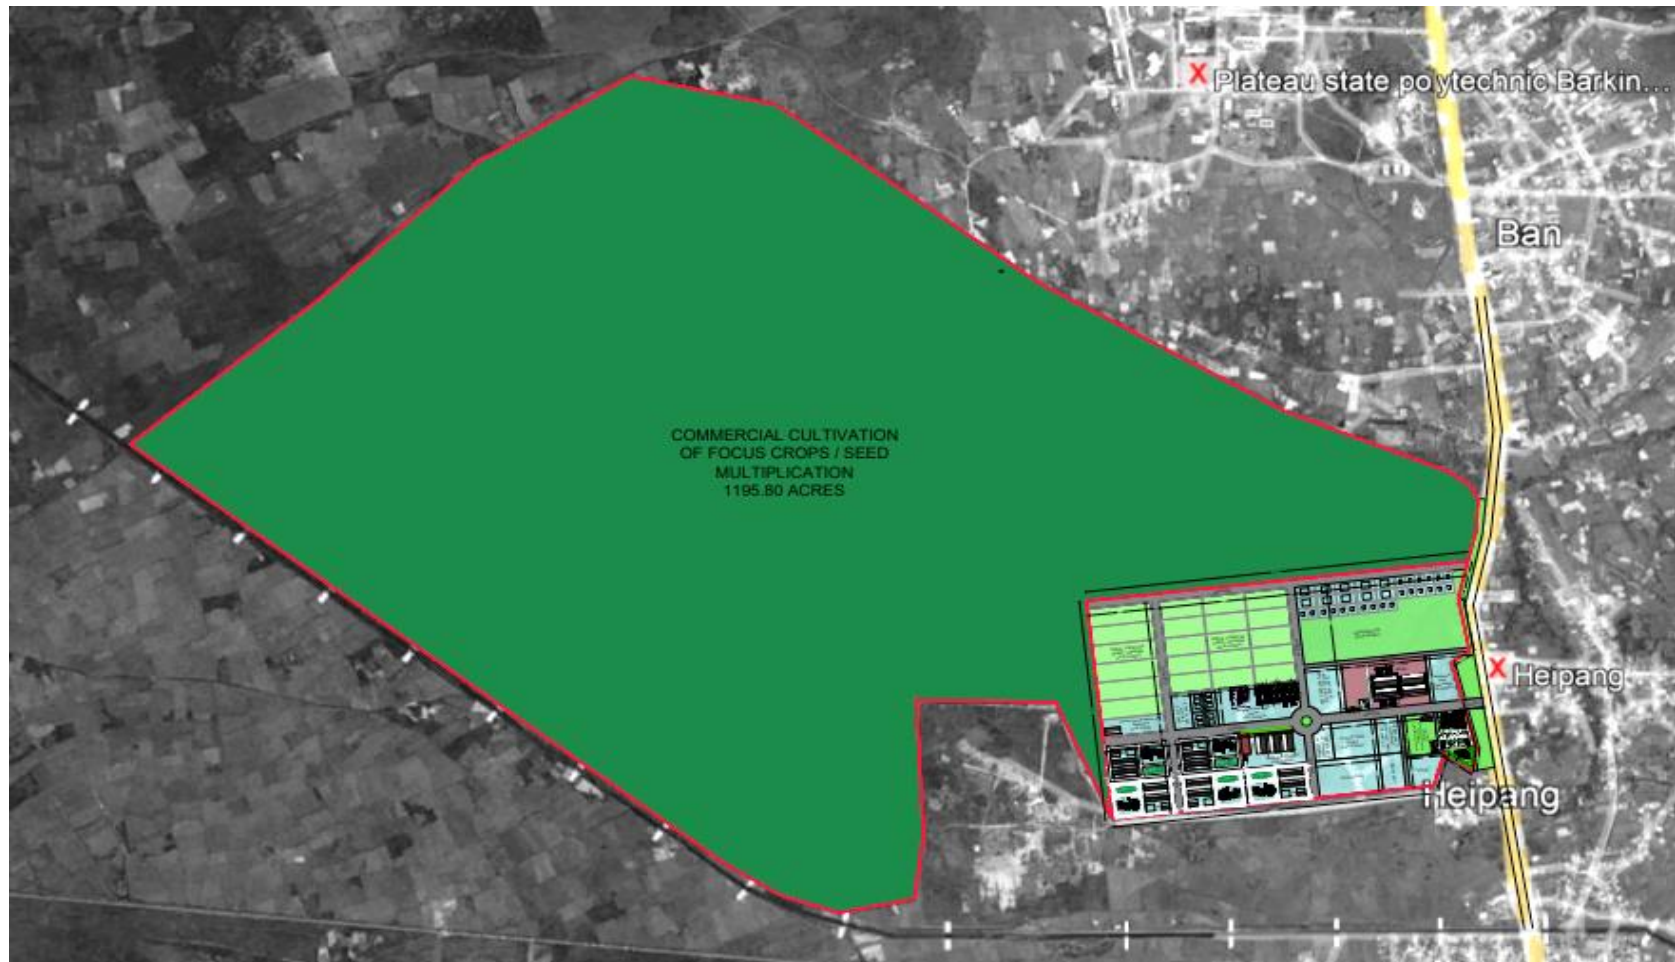 Plateau state polytechnic Barkin...
Ban
COMMERCIAL CULTIVATION
OF FOCUS CROPS / SEED
MULTIPLICATION
1195.80 ACRES
Heipang
Heipang